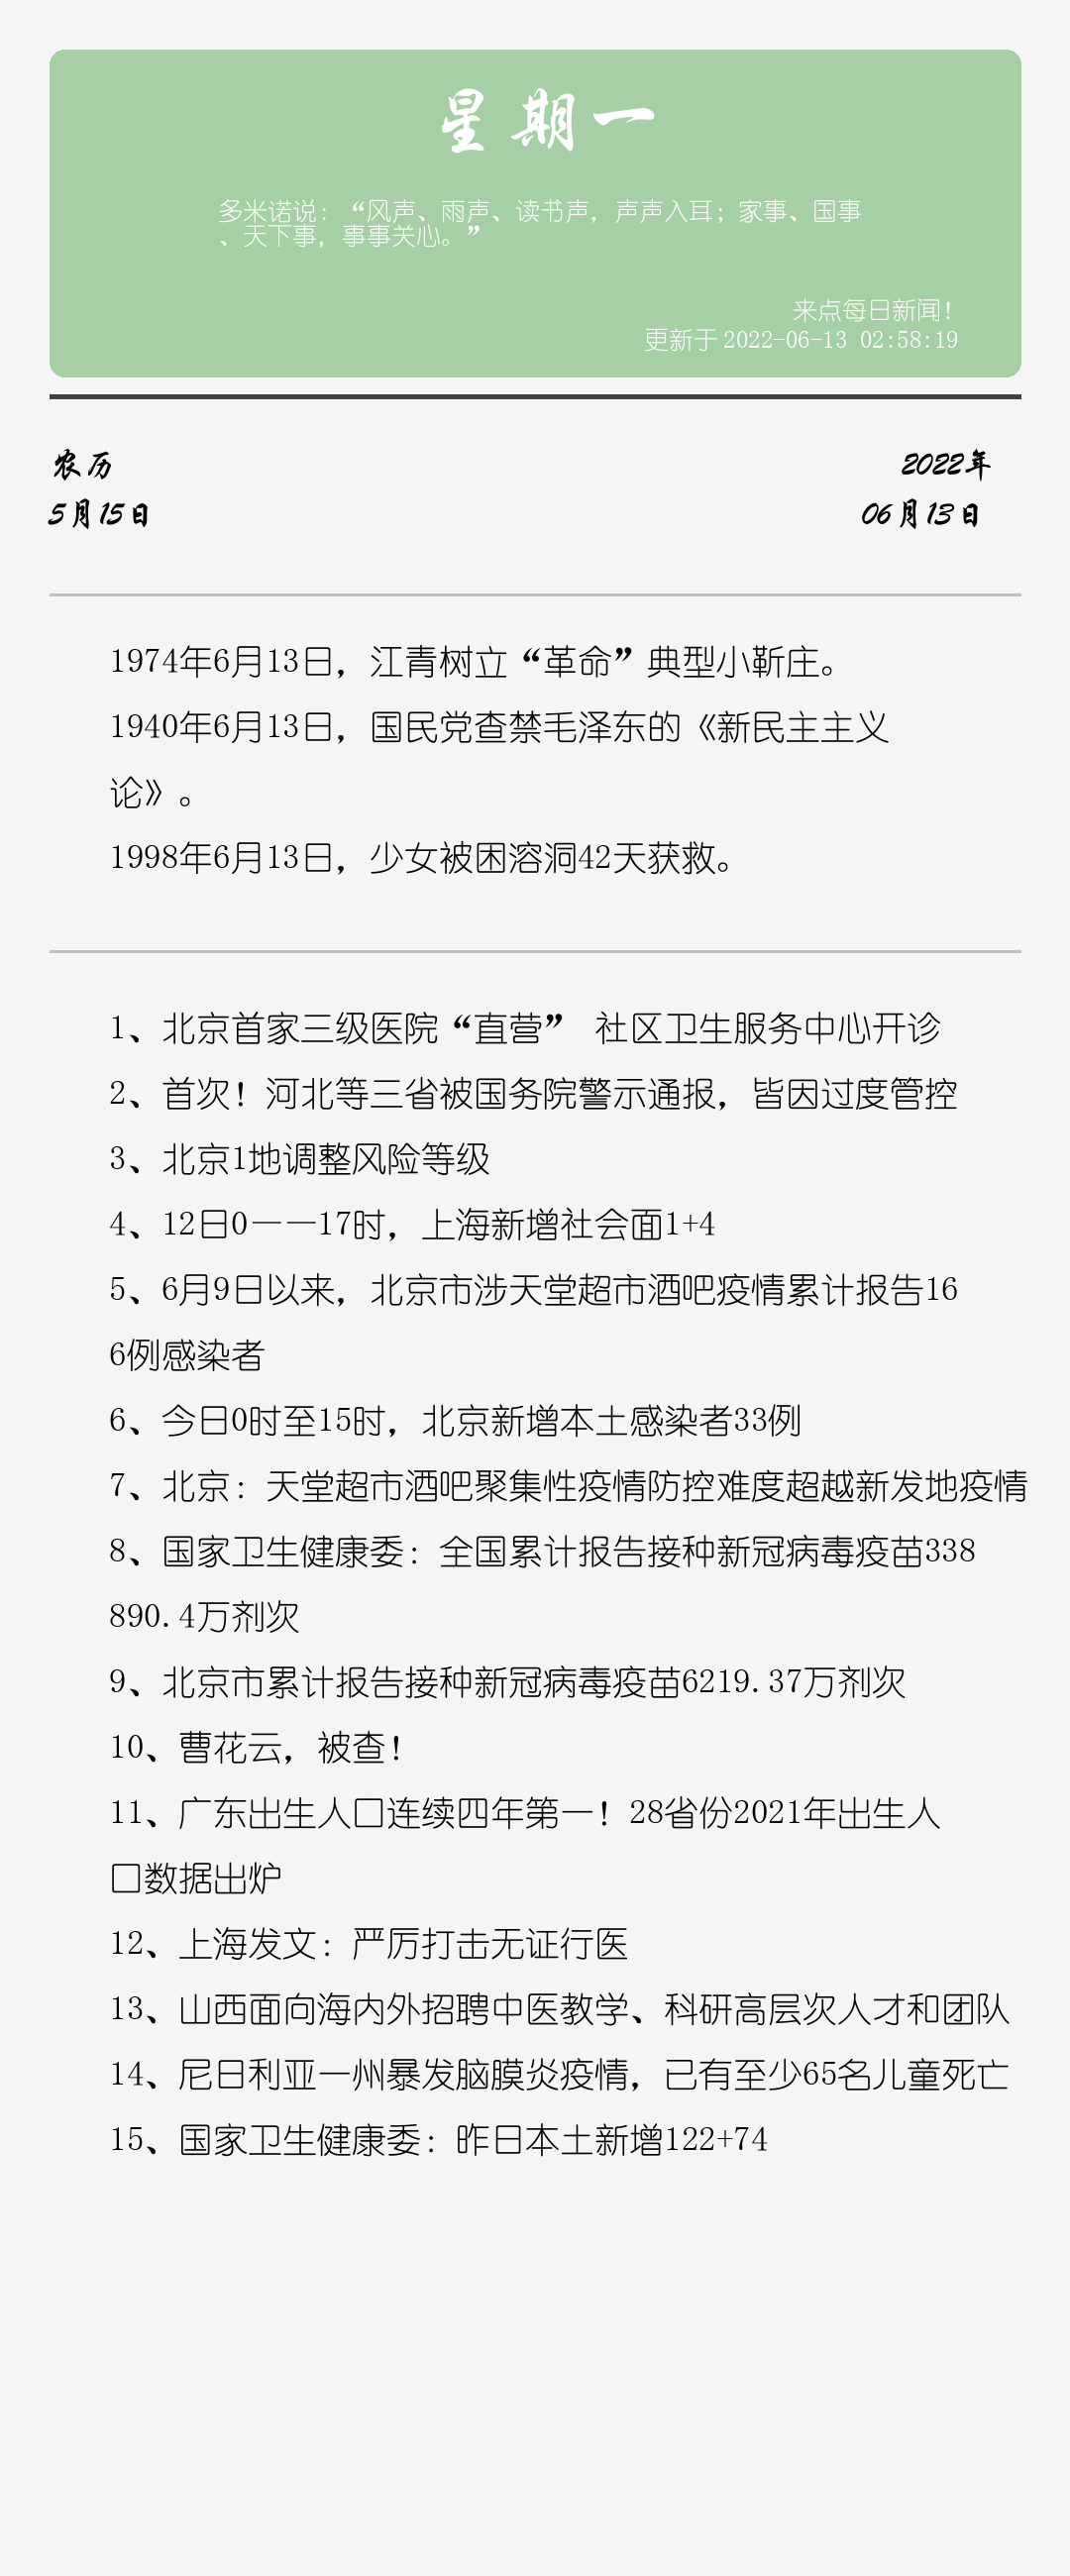 星期一
多米诺说：“风声、雨声、读书声，声声入耳；家事、国事
、天下事，事事关心。”
来点每日新闻！
更新于 2022-06-13 02:58:19
农历
2022年
5月15日
06月13日
1974年6月13日，江青树立“革命”典型小靳庄。
1940年6月13日，国民党查禁毛泽东的《新民主主义
论》。
1998年6月13日，少女被困溶洞42天获救。
1、北京首家三级医院“直营” 社区卫生服务中心开诊
2、首次！河北等三省被国务院警示通报，皆因过度管控
3、北京1地调整风险等级
4、12日0——17时，上海新增社会面1+4
5、6月9日以来，北京市涉天堂超市酒吧疫情累计报告16
6例感染者
6、今日0时至15时，北京新增本土感染者33例
7、北京：天堂超市酒吧聚集性疫情防控难度超越新发地疫情
8、国家卫生健康委：全国累计报告接种新冠病毒疫苗338
890.4万剂次
9、北京市累计报告接种新冠病毒疫苗6219.37万剂次
10、曹花云，被查！
11、广东出生人口连续四年第一！28省份2021年出生人
口数据出炉
12、上海发文：严厉打击无证行医
13、山西面向海内外招聘中医教学、科研高层次人才和团队
14、尼日利亚一州暴发脑膜炎疫情，已有至少65名儿童死亡
15、国家卫生健康委：昨日本土新增122+74